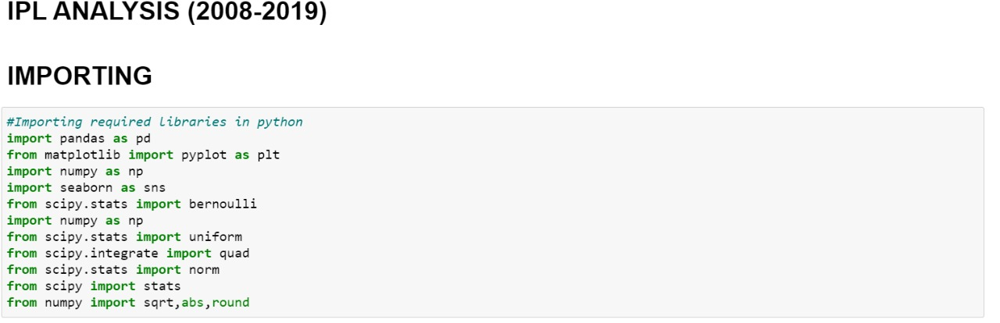 IPL ANALYSIS (2008-2019)
IMPORTING
#Importing required Libraries in python
import pandas as pd
from matplotlib import pyplot as plt
import numpy as np
import seaborn as sns
from scipy.stats import bernoulli
import numpy as np
from scipy.stats import uniform
from scipy.integrate import quad
from scipy.stats import norm
from scipy import stats
from numpy import sqrt,abs,round